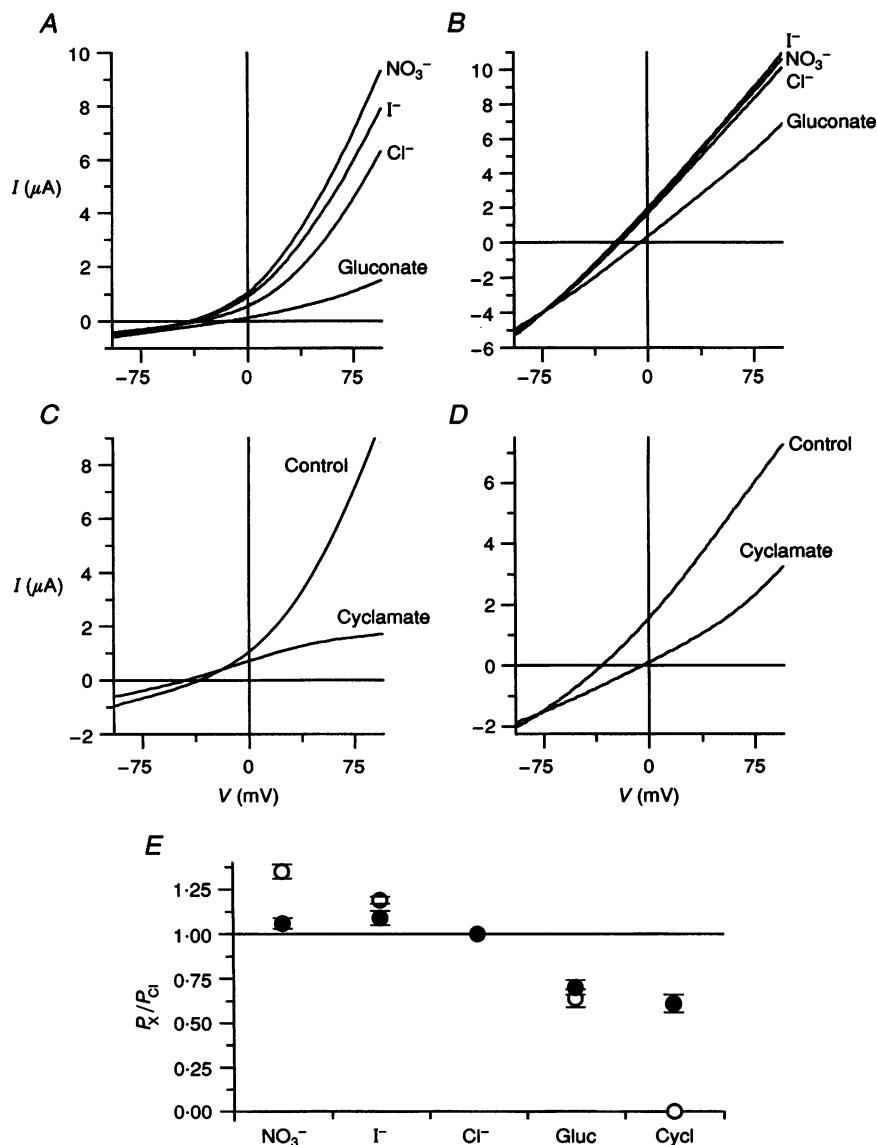 A
10
8
6
4
2
0
I (μA)
NO₃⁻
I⁻
Cl⁻
Gluconate
−75
0
75
B
10
8
6
4
2
0
−2
−4
−6
I⁻
NO₃⁻
Cl⁻
Gluconate
−75
0
75
C
8
6
4
2
0
−2
I (μA)
Control
Cyclamate
−75
0
75
V (mV)
D
6
4
2
0
−2
Control
Cyclamate
−75
0
75
V (mV)
E
1·25
1·00
0·75
0·50
0·25
0·00
Pₓ/P_Cl
NO₃⁻
I⁻
Cl⁻
Gluc
Cycl